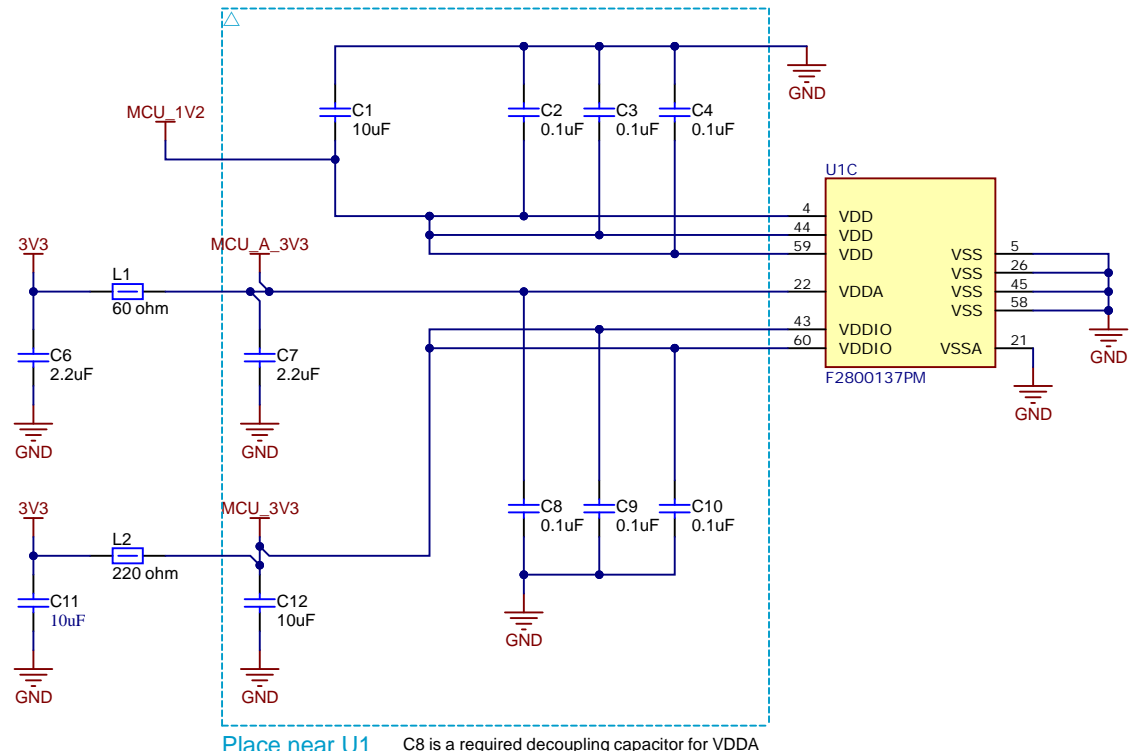 C1
10uF
C2
0.1uF
C3
0.1uF
C4
0.1uF
GND
MCU_1V2
U1C
4
VDD
44
VDD
59
VDD
22
VDDA
43
VDDIO
60
VDDIO
VSS
5
VSS
26
VSS
45
VSS
58
VSSA
21
F2800137PM
GND
GND
3V3
L1
60 ohm
MCU_A_3V3
C6
2.2uF
C7
2.2uF
GND
GND
3V3
L2
220 ohm
MCU_3V3
C8
0.1uF
C9
0.1uF
C10
0.1uF
C11
10uF
C12
10uF
GND
GND
GND
Place near U1
C8 is a required decoupling capacitor for VDDA